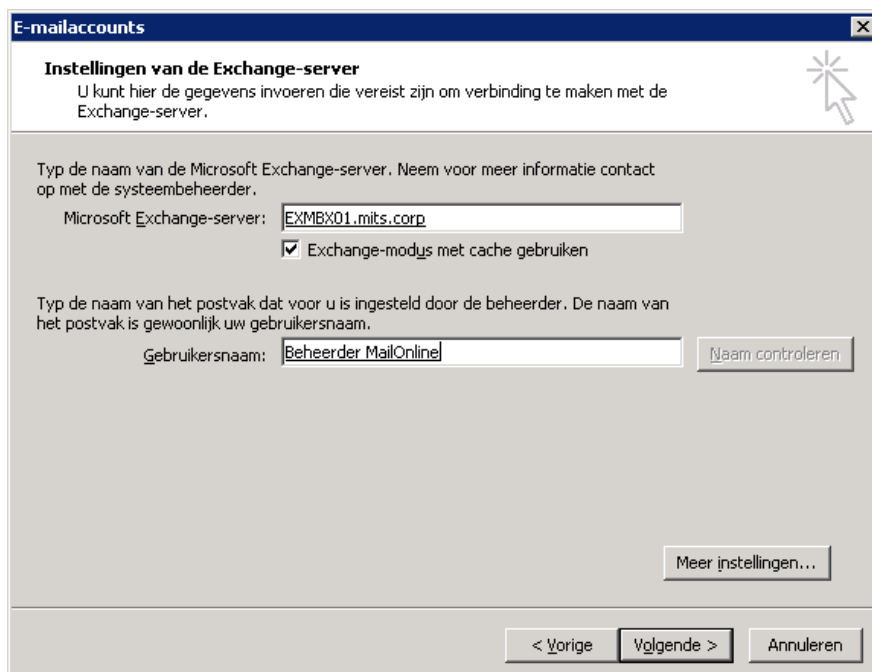 E-mailaccounts
Instellingen van de Exchange-server
U kunt hier de gegevens invoeren die vereist zijn om verbinding te maken met de
Exchange-server.
Typ de naam van de Microsoft Exchange-server. Neem voor meer informatie contact
op met de systeembeheerder.
Microsoft Exchange-server: EXMBX01.mits.corp
Exchange-modus met cache gebruiken
Typ de naam van het postvak dat voor u is ingesteld door de beheerder. De naam van
het postvak is gewoonlijk uw gebruikersnaam.
Gebruikersnaam: Beheerder MailOnline Naam controleren
Meer instellingen...
< Vorige Volgende > Annuleren